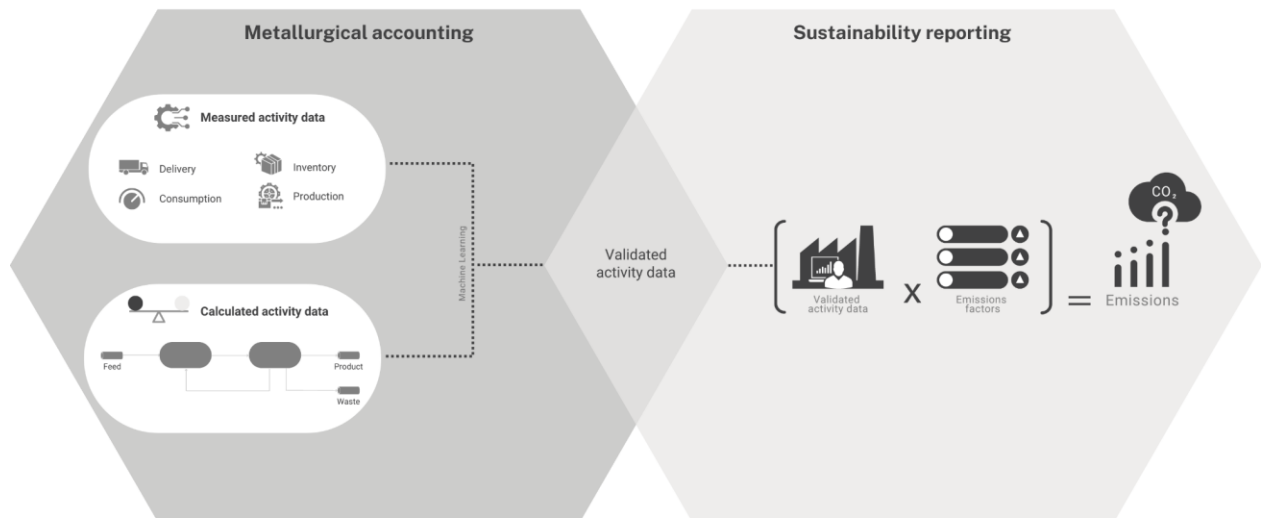 Metallurgical accounting
Sustainability reporting
Measured activity data
Delivery
Inventory
Consumption
Production
Machine Learning
Calculated activity data
Feed
Product
Waste
Validated
activity data
Validated
activity data
X
Emissions
factors
=
CO₂
?
Emissions